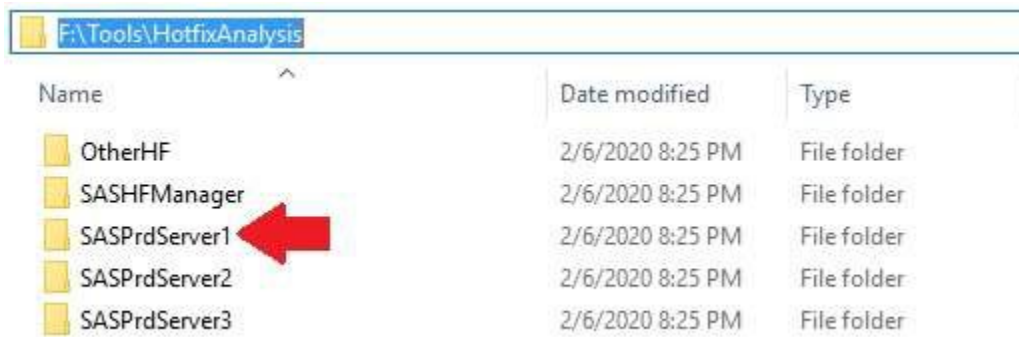 F:\Tools\HotfixAnalysis
Name Date modified Type
OtherHF 2/6/2020 8:25 PM File folder
SASHFManager 2/6/2020 8:25 PM File folder
SASPrdServer1 2/6/2020 8:25 PM File folder
SASPrdServer2 2/6/2020 8:25 PM File folder
SASPrdServer3 2/6/2020 8:25 PM File folder